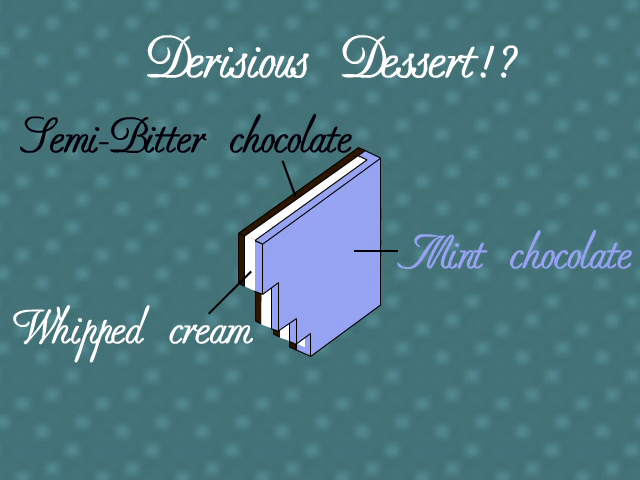 Derisious Dessert!?
Semi-Bitter chocolate
Mint chocolate
Whipped cream